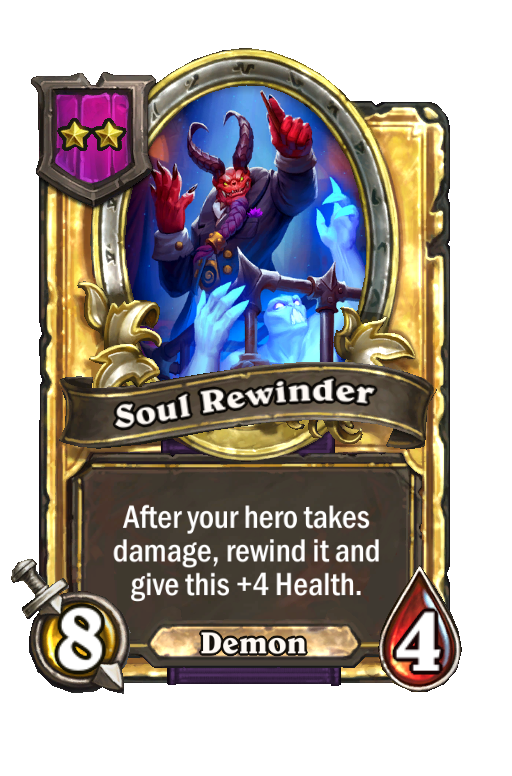 Soul Rewinder
After your hero takes
damage, rewind it and
give this +4 Health.
8
Demon
4